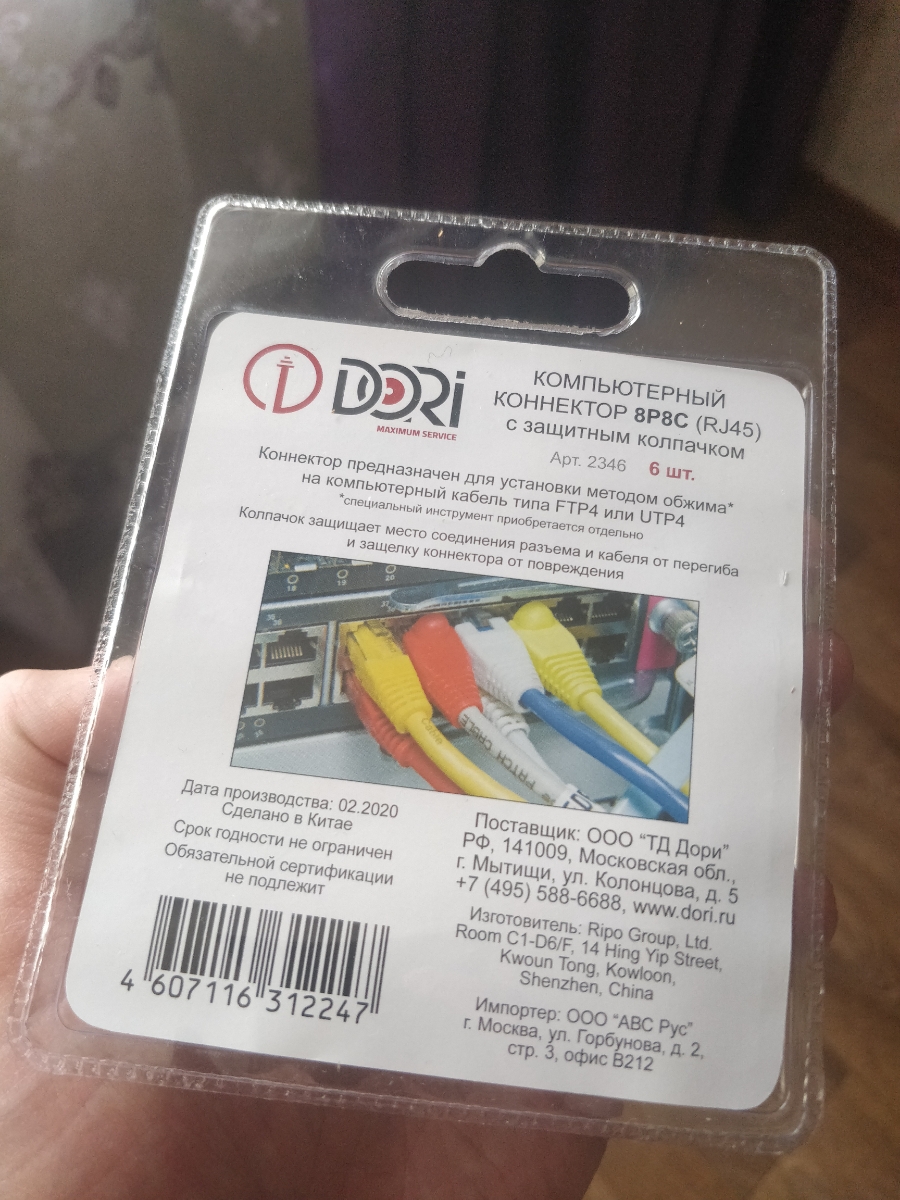 DORi
MAXIMUM SERVICE
КОМПЬЮТЕРНЫЙ
КОННЕКТОР 8P8C (RJ45)
с защитным колпачком
Арт. 2346 6 шт.
Коннектор предназначен для установки методом обжима*
на компьютерный кабель типа FTP4 или UTP4
*специальный инструмент приобретается отдельно
Колпачок защищает место соединения разъема и кабеля от перегиба
и защелку коннектора от повреждения
18 19 20
PATCH CABLE
Дата производства: 02.2020
Сделано в Китае
Срок годности не ограничен
Обязательной сертификации
не подлежит
4 607116 312247
Поставщик: ООО “ТД Дори”
РФ, 141009, Московская обл.,
г. Мытищи, ул. Колонцова, д. 5
+7 (495) 588-6688, www.dori.ru
Изготовитель: Ripo Group, Ltd.
Room C1-D6/F, 14 Hing Yip Street,
Kwoun Tong, Kowloon,
Shenzhen, China
Импортер: ООО “АВС Рус”
г. Москва, ул. Горбунова, д. 2,
стр. 3, офис В212